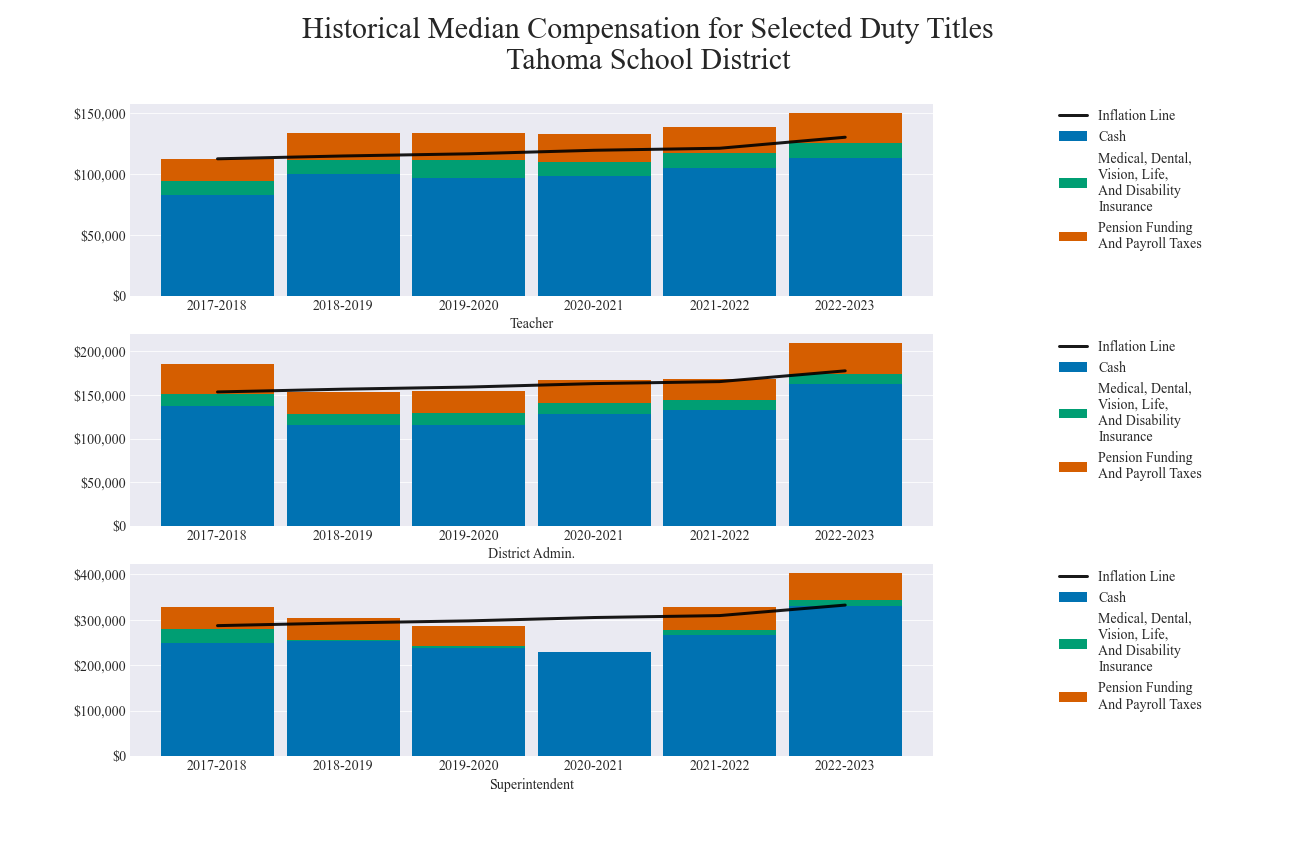 Historical Median Compensation for Selected Duty Titles
Tahoma School District
$150,000
$100,000
$50,000
$0
2017-2018 2018-2019 2019-2020 2020-2021 2021-2022 2022-2023
Teacher
Inflation Line
Cash
Medical, Dental,
Vision, Life,
And Disability
Insurance
Pension Funding
And Payroll Taxes
$200,000
$150,000
$100,000
$50,000
$0
2017-2018 2018-2019 2019-2020 2020-2021 2021-2022 2022-2023
District Admin.
Inflation Line
Cash
Medical, Dental,
Vision, Life,
And Disability
Insurance
Pension Funding
And Payroll Taxes
$400,000
$300,000
$200,000
$100,000
$0
2017-2018 2018-2019 2019-2020 2020-2021 2021-2022 2022-2023
Superintendent
Inflation Line
Cash
Medical, Dental,
Vision, Life,
And Disability
Insurance
Pension Funding
And Payroll Taxes